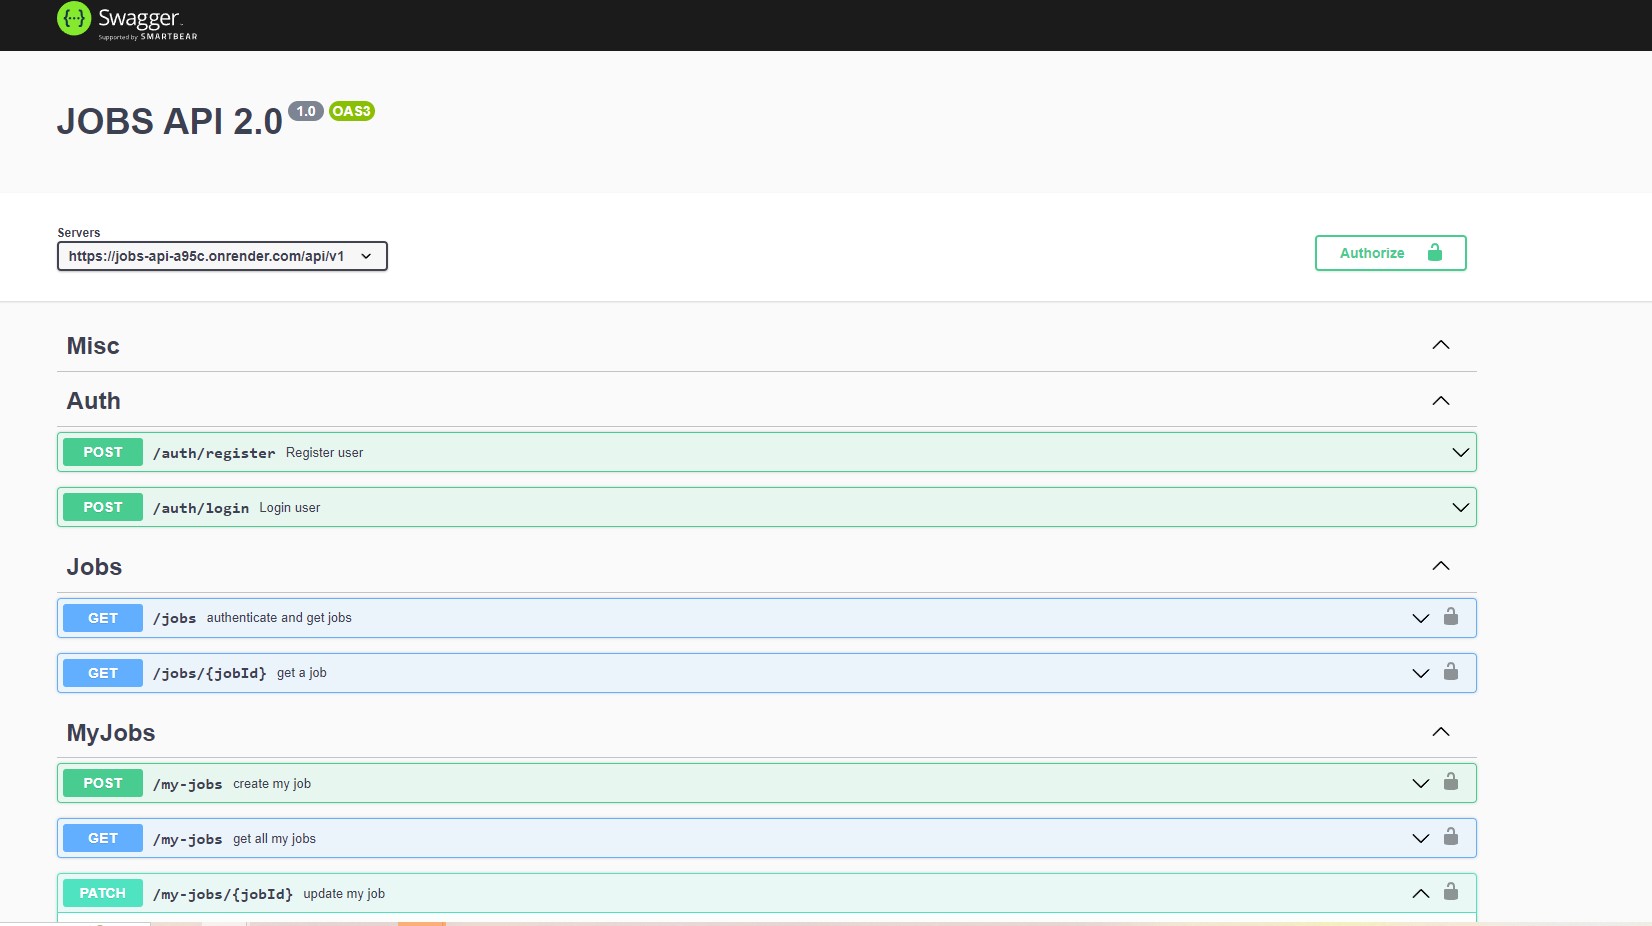 {···} Swagger.
Supported by SMARTBEAR
JOBS API 2.0 1.0 OAS3
Servers
https://jobs-api-a95c.onrender.com/api/v1
Authorize
Misc
Auth
POST /auth/register Register user
POST /auth/login Login user
Jobs
GET /jobs authenticate and get jobs
GET /jobs/{jobId} get a job
MyJobs
POST /my-jobs create my job
GET /my-jobs get all my jobs
PATCH /my-jobs/{jobId} update my job